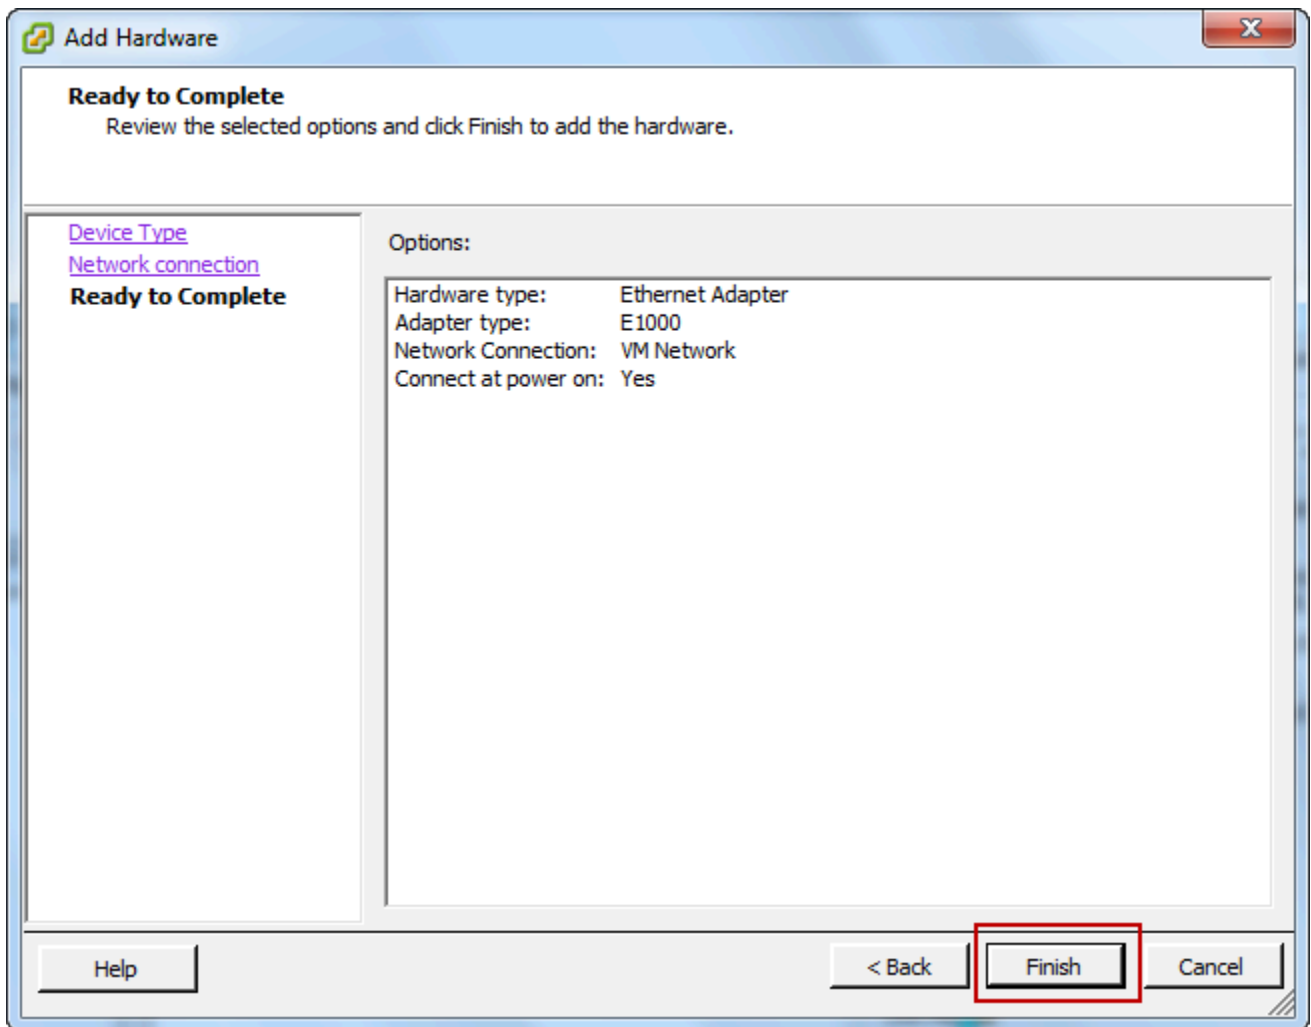 Add Hardware
Ready to Complete
Review the selected options and click Finish to add the hardware.
Device Type
Network connection
Ready to Complete
Options:
Hardware type: Ethernet Adapter
Adapter type: E1000
Network Connection: VM Network
Connect at power on: Yes
Help
< Back
Finish
Cancel